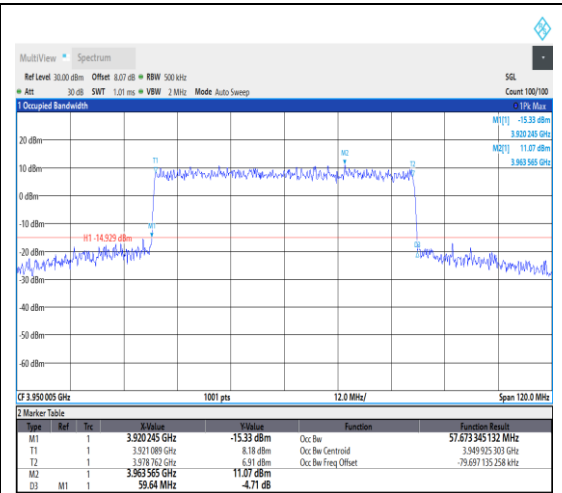 MultiView Spectrum
Ref Level 30.00 dBm Offset 8.07 dB RBW 500 kHz SGL
Att 30 dB SWT 1.01 ms VBW 2 MHz Mode Auto Sweep Count 100/100
1 Occupied Bandwidth 1Pk Max
M1[1] -15.33 dBm
3.920 245 GHz
M2[1] 11.07 dBm
3.963 565 GHz
20 dBm
M2
T1 T2
10 dBm
0 dBm
-10 dBm
M1
H1 -14.929 dBm
D3
-20 dBm
-30 dBm
-40 dBm
-50 dBm
-60 dBm
CF 3.950 005 GHz 1001 pts 12.0 MHz/ Span 120.0 MHz
2 Marker Table
Type Ref Trc X-Value Y-Value Function Function Result
M1 1 3.920 245 GHz -15.33 dBm Occ Bw 57.673 345 132 MHz
T1 1 3.921 089 GHz 8.18 dBm Occ Bw Centroid 3.949 925 303 GHz
T2 1 3.978 762 GHz 6.91 dBm Occ Bw Freq Offset -79.697 135 258 kHz
M2 1 3.963 565 GHz 11.07 dBm
D3 M1 1 59.64 MHz -4.71 dB